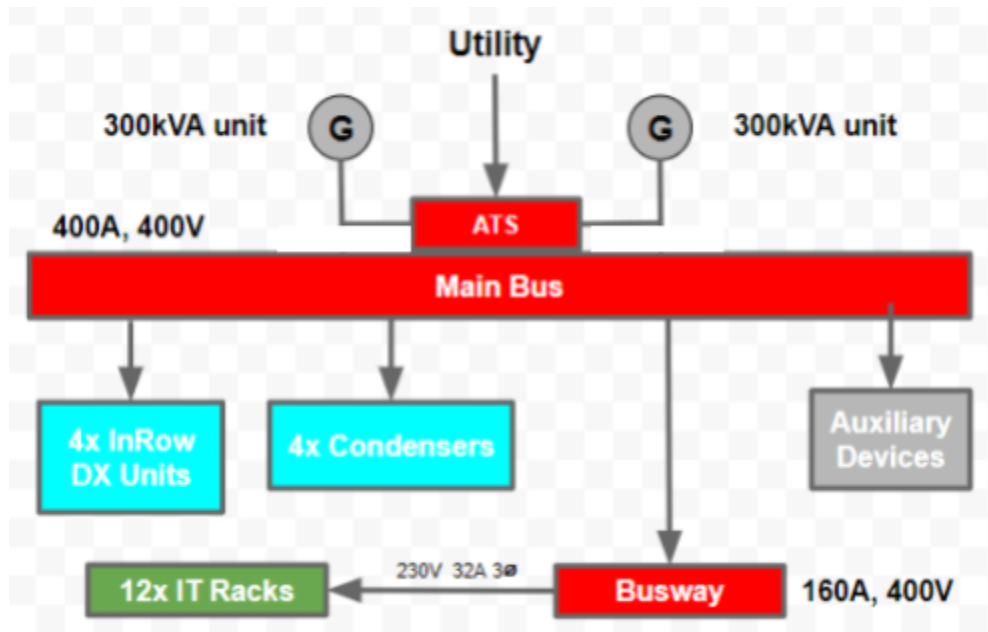 Utility
300kVA unit
G
G
300kVA unit
ATS
400A, 400V
Main Bus
4x InRow
DX Units
4x Condensers
Auxiliary
Devices
12x IT Racks
230V 32A 3ø
Busway
160A, 400V